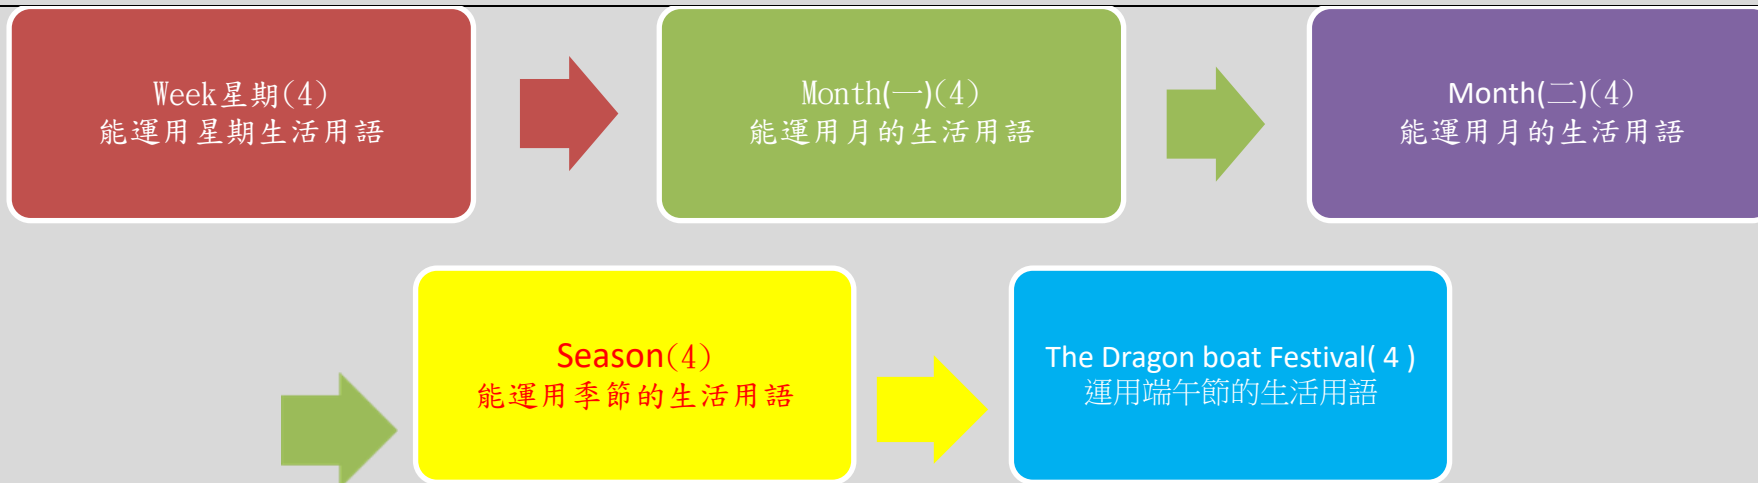 Week星期(4)
能運用星期生活用語
Month(一)(4)
能運用月的生活用語
Month(二)(4)
能運用月的生活用語
Season(4)
能運用季節的生活用語
The Dragon boat Festival( 4 )
運用端午節的生活用語